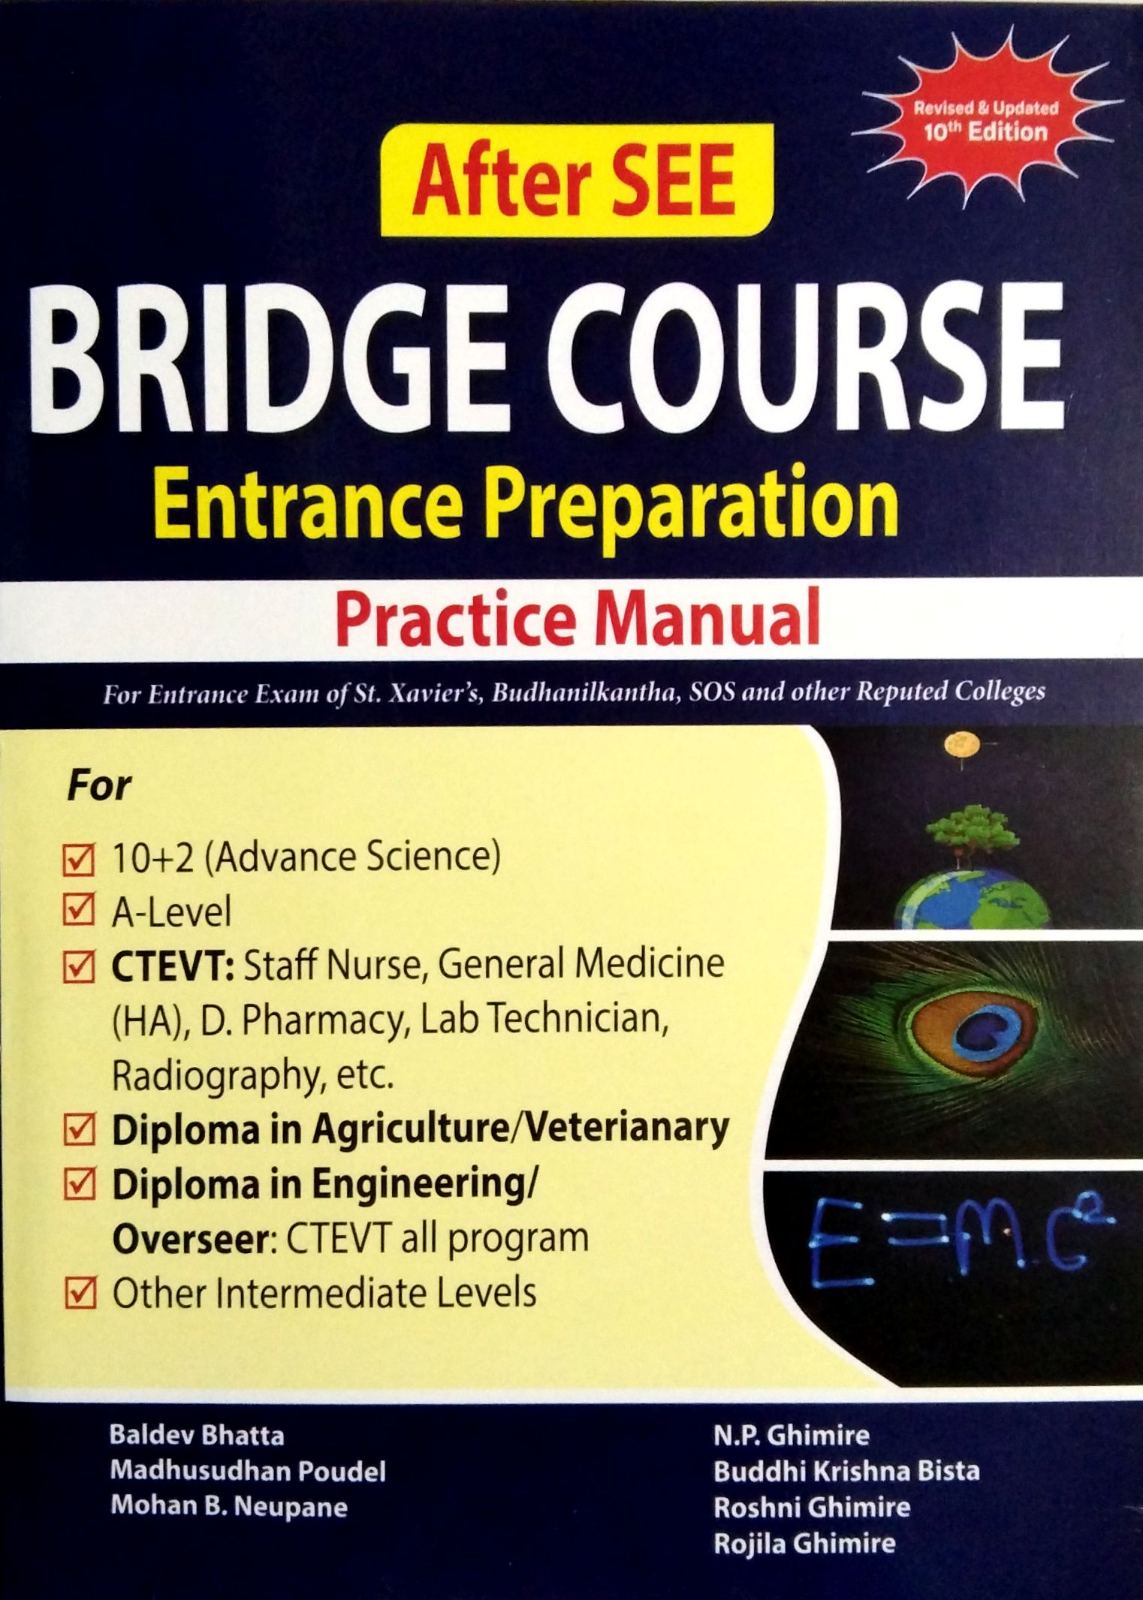 Revised & Updated
10th Edition
After SEE
BRIDGE COURSE
Entrance Preparation
Practice Manual
For Entrance Exam of St. Xavier's, Budhanilkantha, SOS and other Reputed Colleges
For
10+2 (Advance Science)
A-Level
CTEVT: Staff Nurse, General Medicine
(HA), D. Pharmacy, Lab Technician,
Radiography, etc.
Diploma in Agriculture/Veterianary
Diploma in Engineering/
Overseer: CTEVT all program
Other Intermediate Levels
E=M.C²
Baldev Bhatta
Madhusudhan Poudel
Mohan B. Neupane
N.P. Ghimire
Buddhi Krishna Bista
Roshni Ghimire
Rojila Ghimire